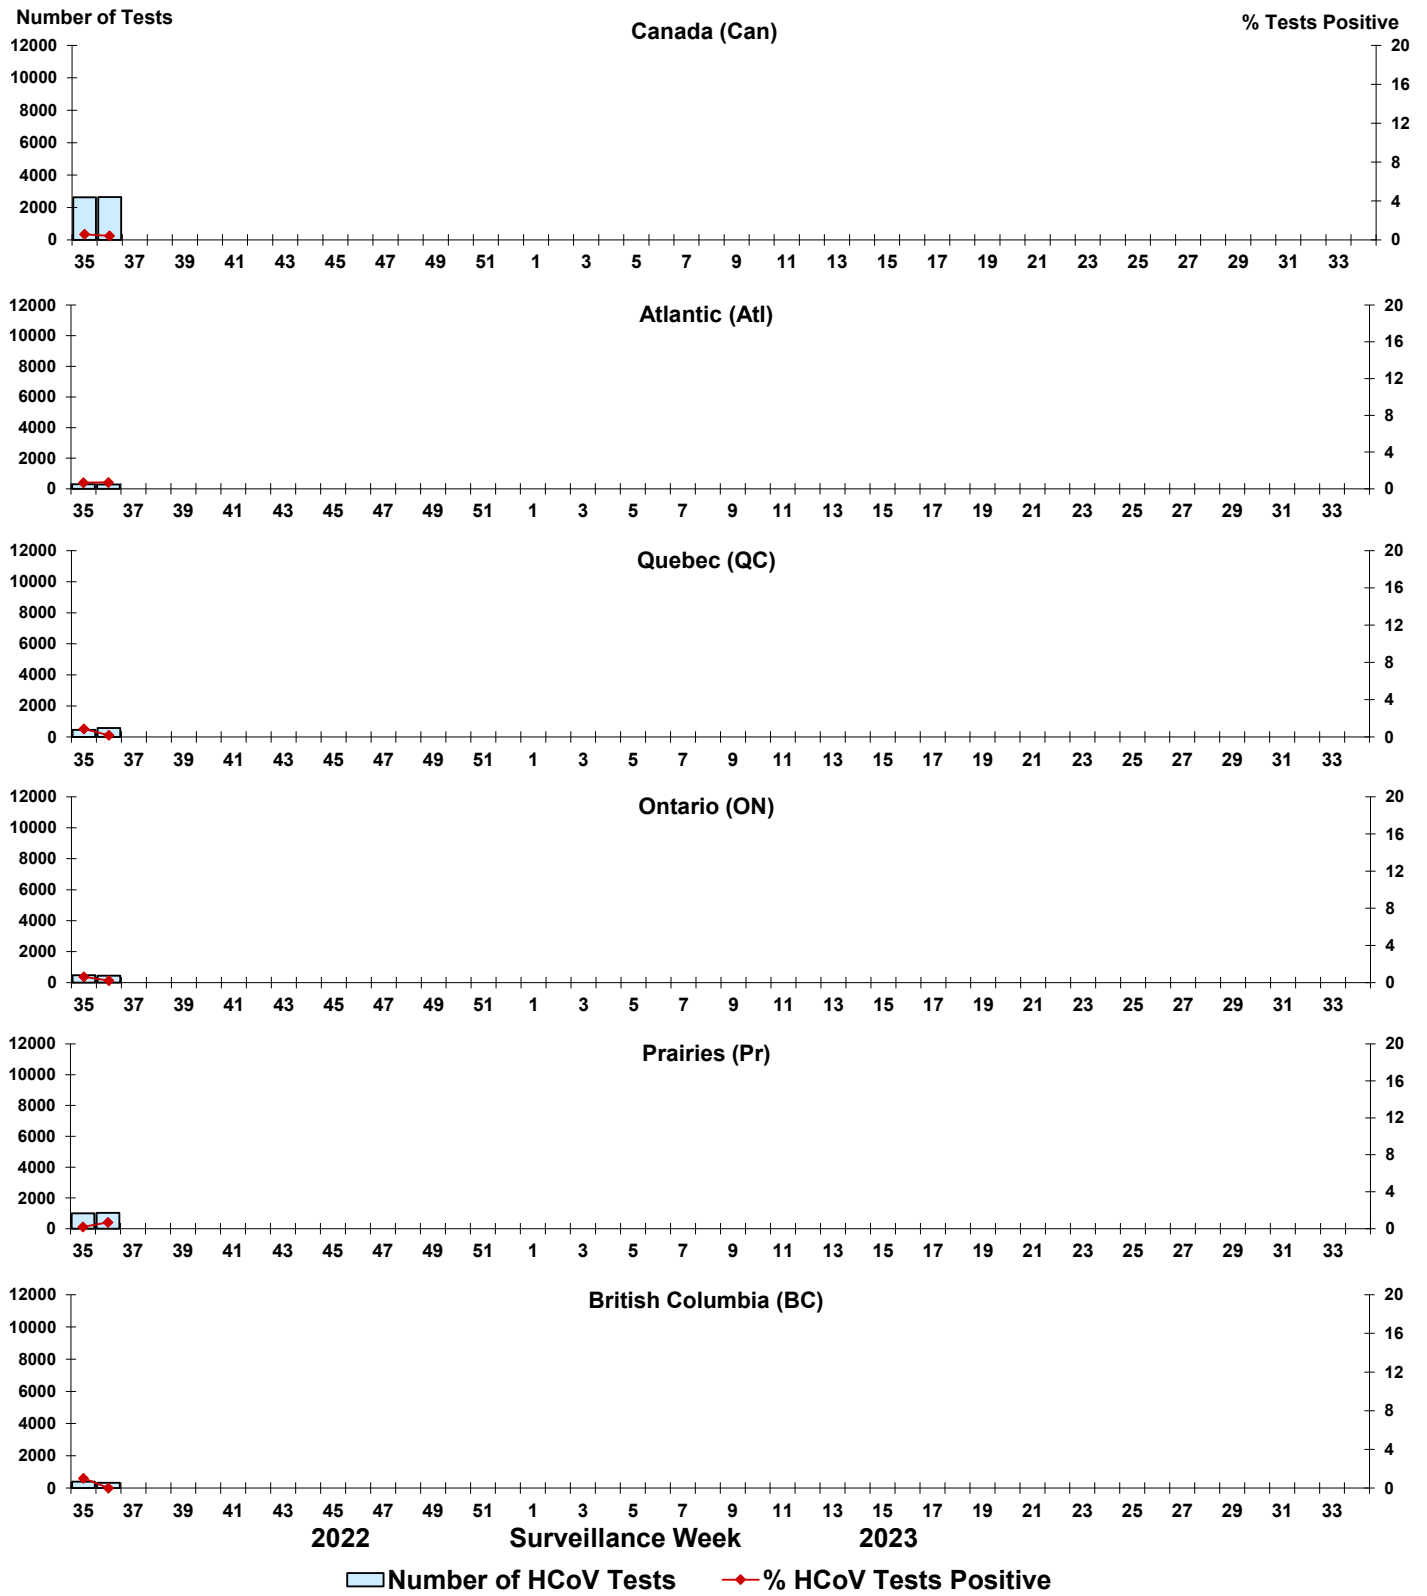 Number of Tests
Canada (Can)
% Tests Positive
12000 20
10000 16
8000
6000 12
4000 8
2000 4
0 0
35 37 39 41 43 45 47 49 51 1 3 5 7 9 11 13 15 17 19 21 23 25 27 29 31 33
Atlantic (Atl)
12000 20
10000 16
8000 12
6000
4000 8
2000 4
0 0
35 37 39 41 43 45 47 49 51 1 3 5 7 9 11 13 15 17 19 21 23 25 27 29 31 33
Quebec (QC)
12000 20
10000 16
8000 12
6000
4000 8
2000 4
0 0
35 37 39 41 43 45 47 49 51 1 3 5 7 9 11 13 15 17 19 21 23 25 27 29 31 33
Ontario (ON)
12000 20
10000 16
8000 12
6000
4000 8
2000 4
0 0
35 37 39 41 43 45 47 49 51 1 3 5 7 9 11 13 15 17 19 21 23 25 27 29 31 33
Prairies (Pr)
12000 20
10000 16
8000 12
6000
4000 8
2000 4
0 0
35 37 39 41 43 45 47 49 51 1 3 5 7 9 11 13 15 17 19 21 23 25 27 29 31 33
British Columbia (BC)
12000 20
10000 16
8000 12
6000
4000 8
2000 4
0 0
35 37 39 41 43 45 47 49 51 1 3 5 7 9 11 13 15 17 19 21 23 25 27 29 31 33
2022 Surveillance Week 2023
Number of HCoV Tests % HCoV Tests Positive